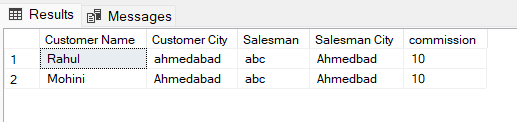 Results Messages
Customer Name Customer City Salesman Salesman City commission
1 Rahul ahmedabad abc Ahmedbad 10
2 Mohini ahmedabad abc Ahmedbad 10